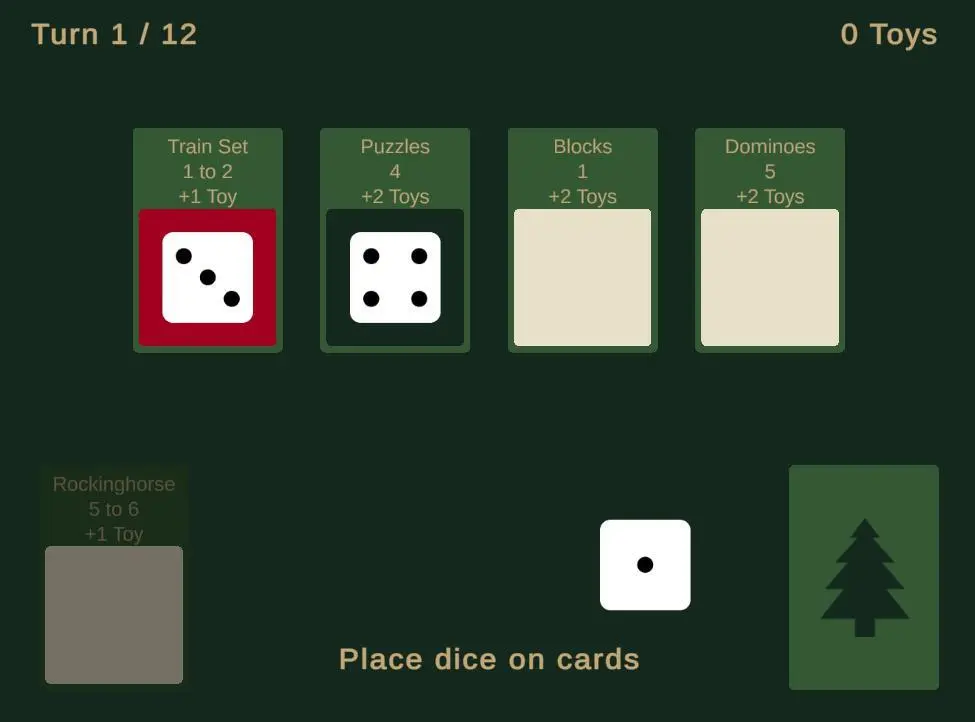 Turn 1 / 12
0 Toys
Train Set
1 to 2
+1 Toy
Puzzles
4
+2 Toys
Blocks
1
+2 Toys
Dominoes
5
+2 Toys
Rockinghorse
5 to 6
+1 Toy
Place dice on cards